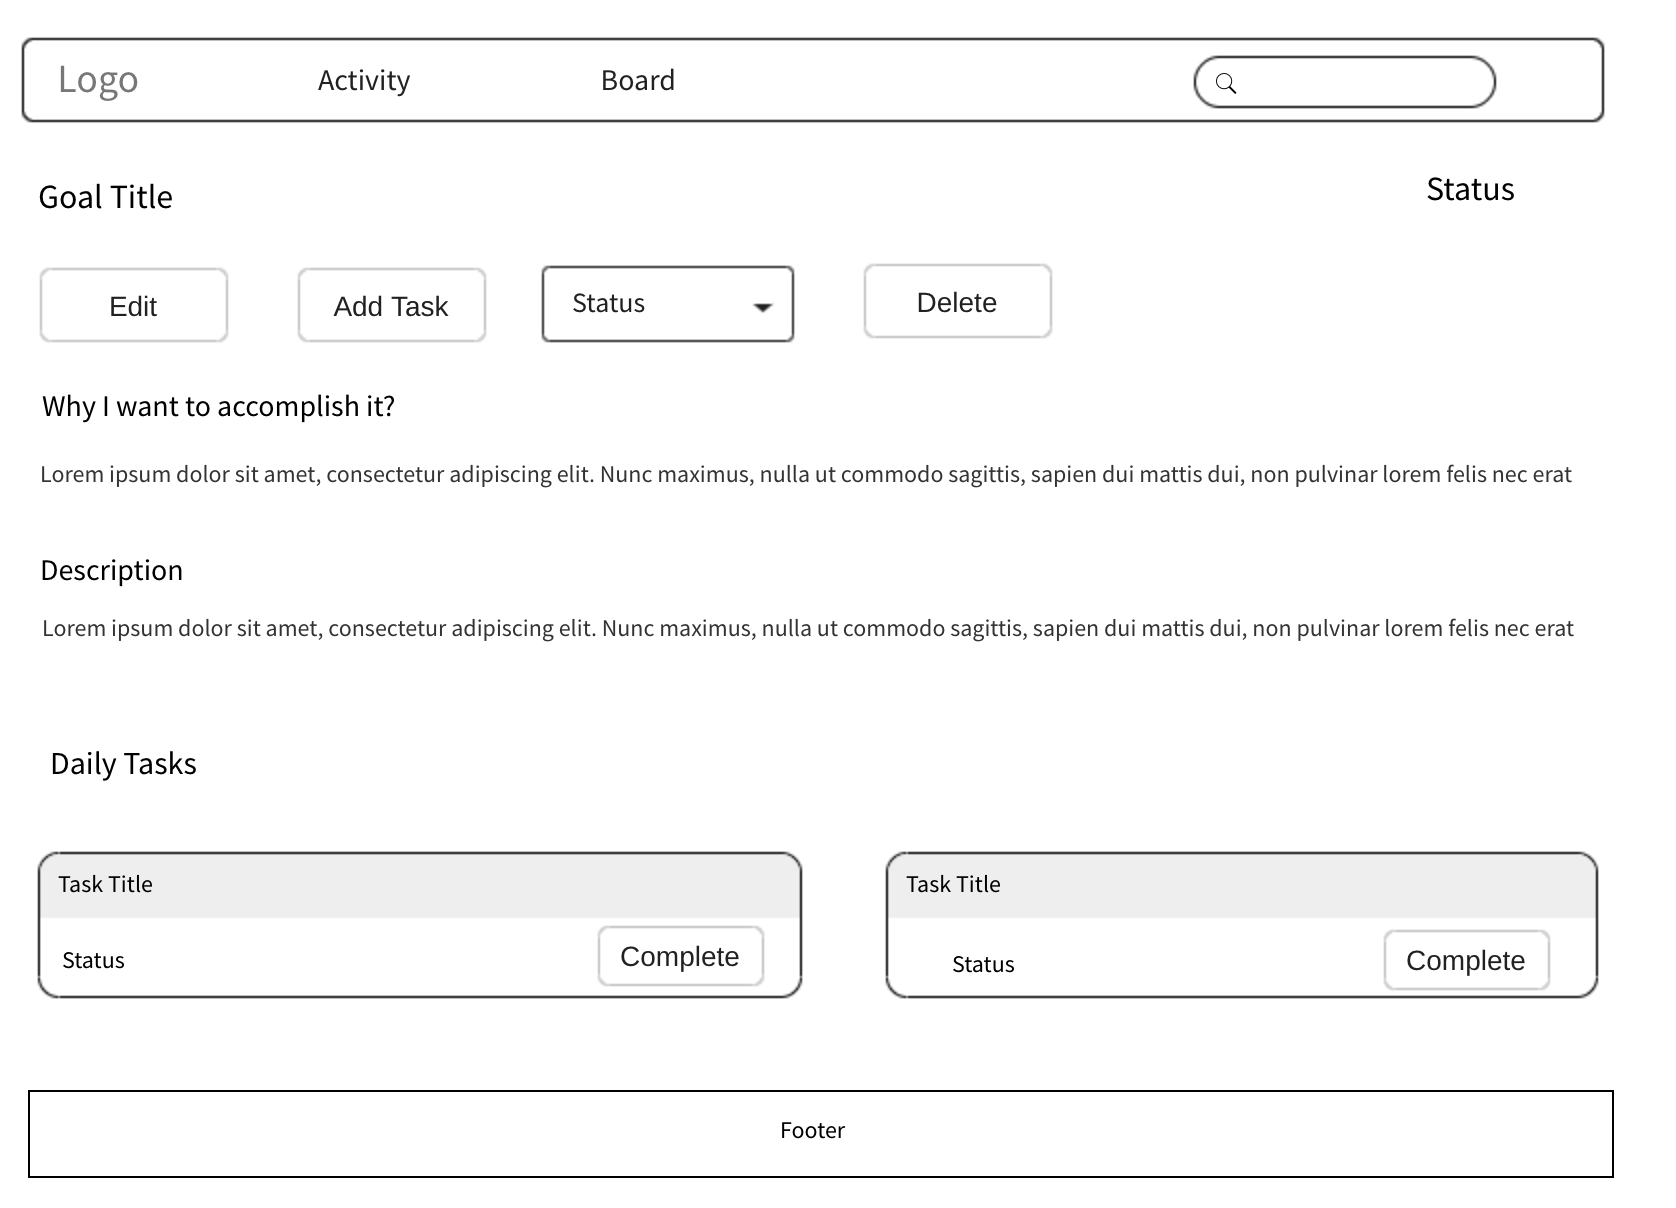 Logo
Activity
Board
Goal Title
Status
Edit
Add Task
Status
Delete
Why I want to accomplish it?
Lorem ipsum dolor sit amet, consectetur adipiscing elit. Nunc maximus, nulla ut commodo sagittis, sapien dui mattis dui, non pulvinar lorem felis nec erat
Description
Lorem ipsum dolor sit amet, consectetur adipiscing elit. Nunc maximus, nulla ut commodo sagittis, sapien dui mattis dui, non pulvinar lorem felis nec erat
Daily Tasks
Task Title
Status
Complete
Task Title
Status
Complete
Footer